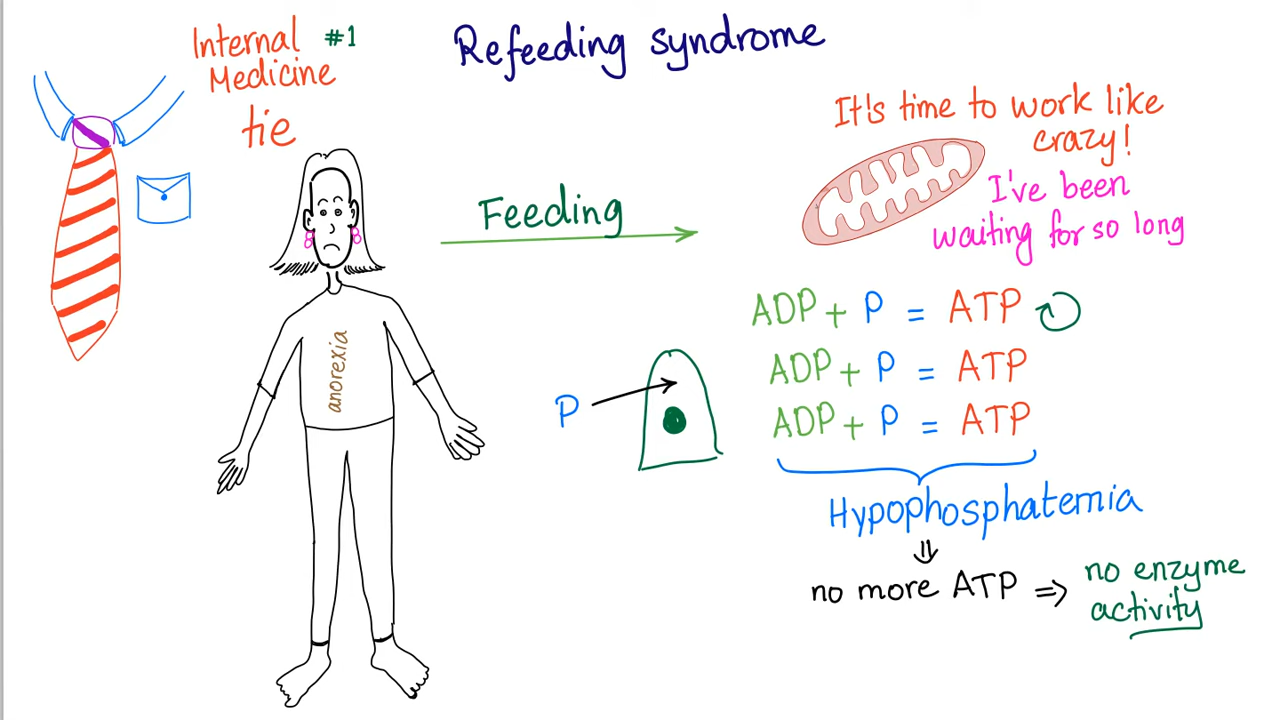 Internal #1
Medicine
tie
Refeeding syndrome
It's time to work like
crazy!
I've been
waiting for so long
Feeding
anorexia
P
ADP + P = ATP
ADP + P = ATP
ADP + P = ATP
Hypophosphatemia
⇓
no more ATP ⇒ no enzyme
activity